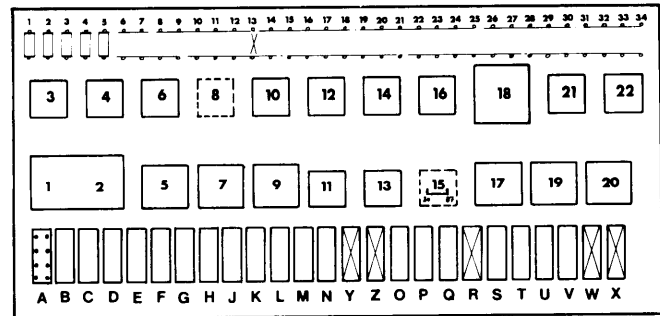 1 2 3 4 5 6 7 8 9 10 11 12 13 14 15 16 17 18 19 20 21 22 23 24 25 26 27 28 29 30 31 32 33 34
3 4 6 8 10 12 14 16 18 21 22
1 2 5 7 9 11 13 15 17 19 20
A B C D E F G H J K L M N Y Z O P Q R S T U V W X